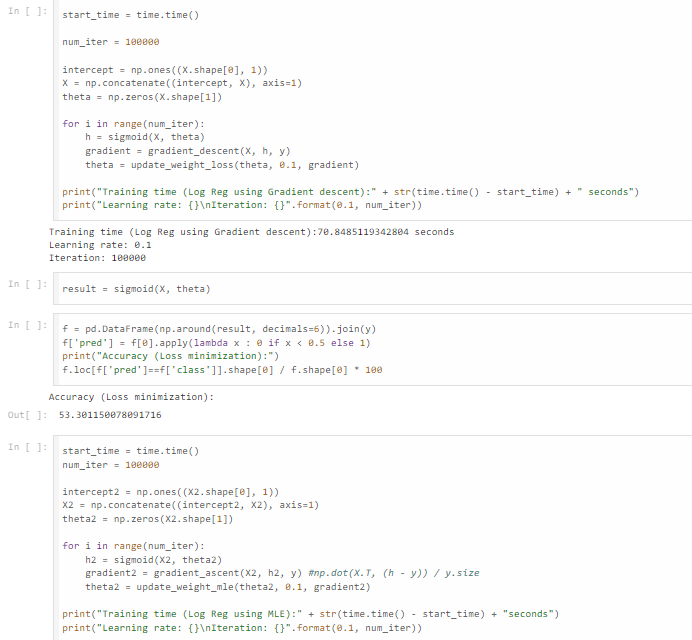 In [ ]:
start_time = time.time()
num_iter = 100000
intercept = np.ones((X.shape[0], 1))
X = np.concatenate((intercept, X), axis=1)
theta = np.zeros(X.shape[1])
for i in range(num_iter):
    h = sigmoid(X, theta)
    gradient = gradient_descent(X, h, y)
    theta = update_weight_loss(theta, 0.1, gradient)
print("Training time (Log Reg using Gradient descent):" + str(time.time() - start_time) + " seconds")
print("Learning rate: {}\nIteration: {}".format(0.1, num_iter))
Training time (Log Reg using Gradient descent):70.8485119342804 seconds
Learning rate: 0.1
Iteration: 100000
In [ ]:
result = sigmoid(X, theta)
In [ ]:
f = pd.DataFrame(np.around(result, decimals=6)).join(y)
f['pred'] = f[0].apply(lambda x : 0 if x < 0.5 else 1)
print("Accuracy (Loss minimization):")
f.loc[f['pred']==f['class']].shape[0] / f.shape[0] * 100
Accuracy (Loss minimization):
Out[ ]: 53.301150078091716
In [ ]:
start_time = time.time()
num_iter = 100000
intercept2 = np.ones((X2.shape[0], 1))
X2 = np.concatenate((intercept2, X2), axis=1)
theta2 = np.zeros(X2.shape[1])
for i in range(num_iter):
    h2 = sigmoid(X2, theta2)
    gradient2 = gradient_ascent(X2, h2, y) #np.dot(X.T, (h - y)) / y.size
    theta2 = update_weight_mle(theta2, 0.1, gradient2)
print("Training time (Log Reg using MLE):" + str(time.time() - start_time) + "seconds")
print("Learning rate: {}\nIteration: {}".format(0.1, num_iter))